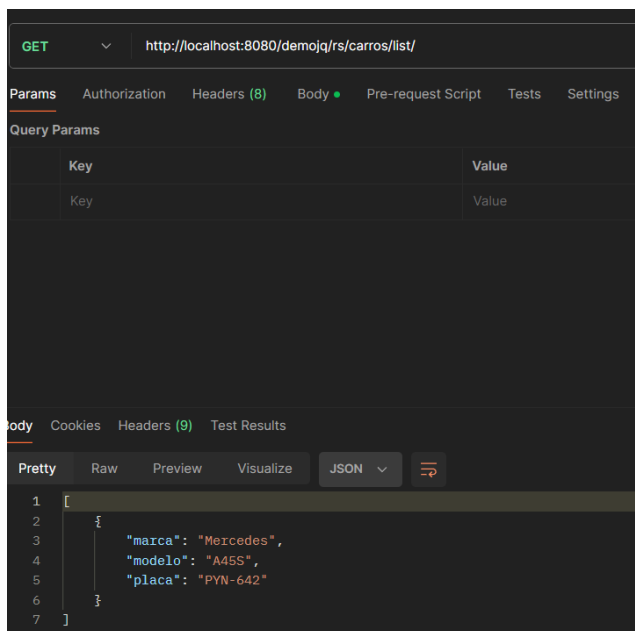 GET http://localhost:8080/demojq/rs/carros/list/
Params Authorization Headers (8) Body Pre-request Script Tests Settings
Query Params
Key Value
Key Value
Body Cookies Headers (9) Test Results
Pretty Raw Preview Visualize JSON
1 [
2 {
3 "marca": "Mercedes",
4 "modelo": "A45S",
5 "placa": "PYN-642"
6 }
7 ]